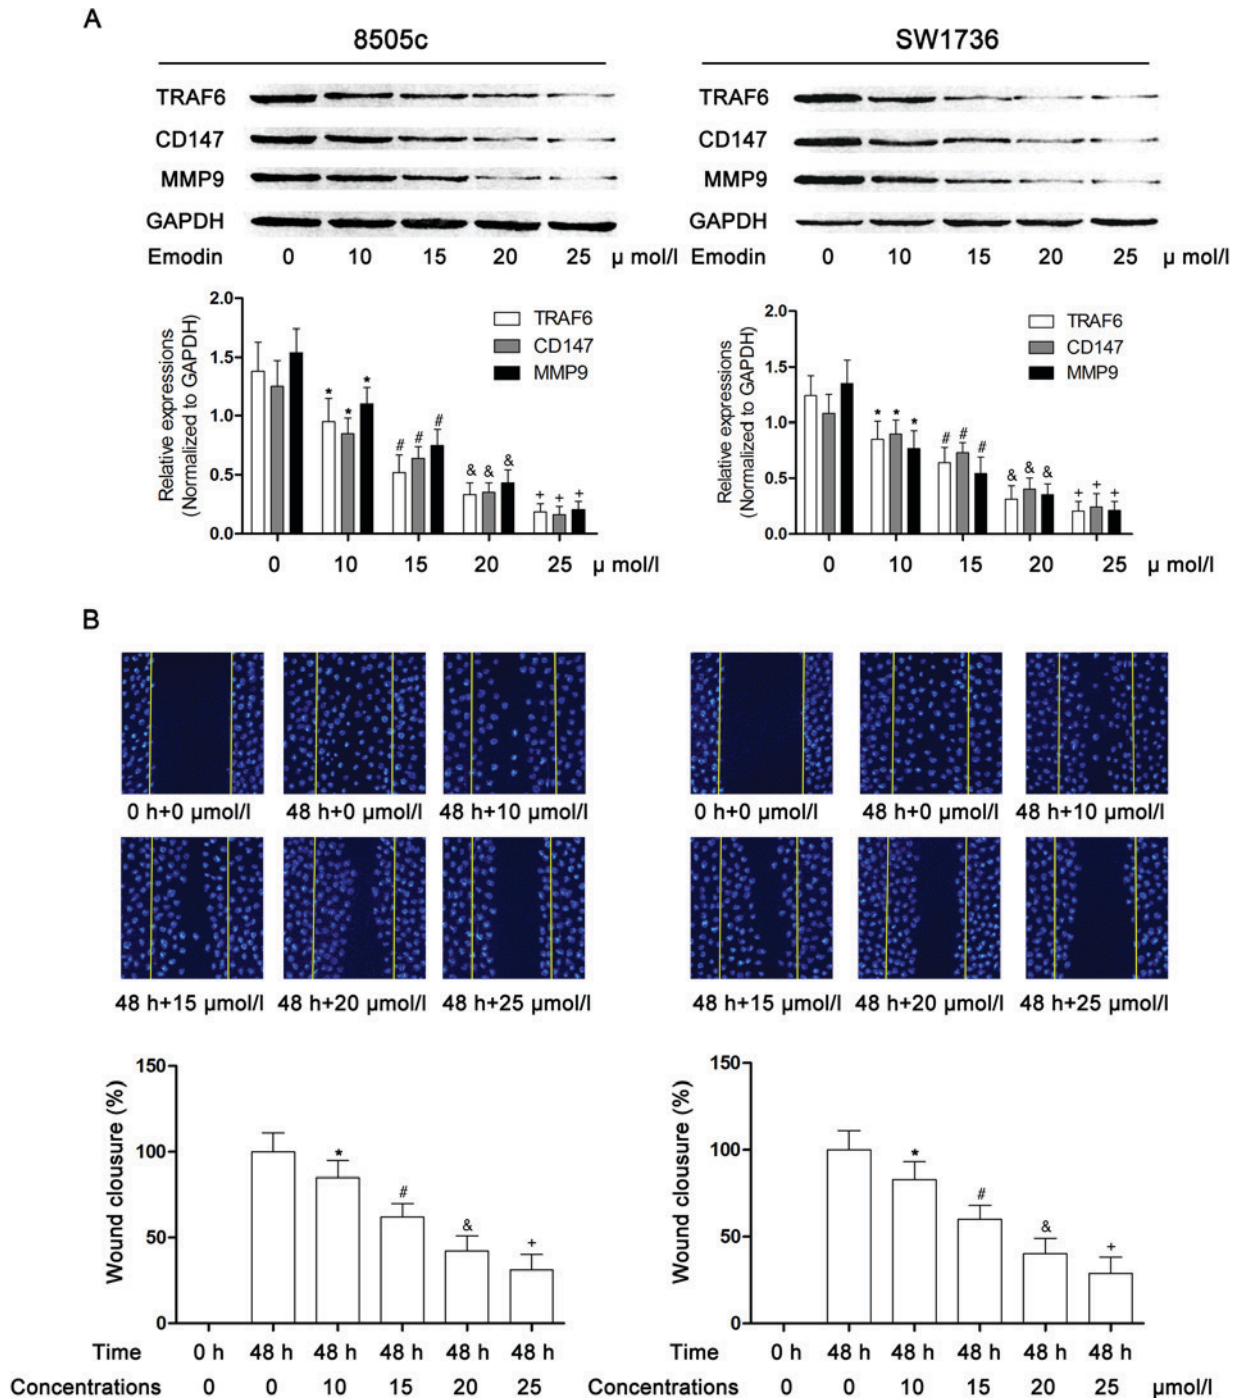 A
8505c
SW1736
TRAF6
CD147
MMP9
GAPDH
Emodin 0 10 15 20 25 µ mol/l
TRAF6
CD147
MMP9
GAPDH
Emodin 0 10 15 20 25 µ mol/l
Relative expressions
(Normalized to GAPDH)
2.0
1.5
1.0
0.5
0.0
TRAF6
CD147
MMP9
* * *
# # #
& & &
+ + +
0 10 15 20 25 µ mol/l
Relative expressions
(Normalized to GAPDH)
2.0
1.5
1.0
0.5
0.0
TRAF6
CD147
MMP9
* * *
# # #
& & &
+ + +
0 10 15 20 25 µ mol/l
B
0 h+0 µmol/l 48 h+0 µmol/l 48 h+10 µmol/l
48 h+15 µmol/l 48 h+20 µmol/l 48 h+25 µmol/l
0 h+0 µmol/l 48 h+0 µmol/l 48 h+10 µmol/l
48 h+15 µmol/l 48 h+20 µmol/l 48 h+25 µmol/l
Wound clousure (%)
150
100
50
0
* # & +
Time 0 h 48 h 48 h 48 h 48 h 48 h
Concentrations 0 0 10 15 20 25
Wound clousure (%)
150
100
50
0
* # & +
Time 0 h 48 h 48 h 48 h 48 h 48 h
Concentrations 0 0 10 15 20 25 µmol/l